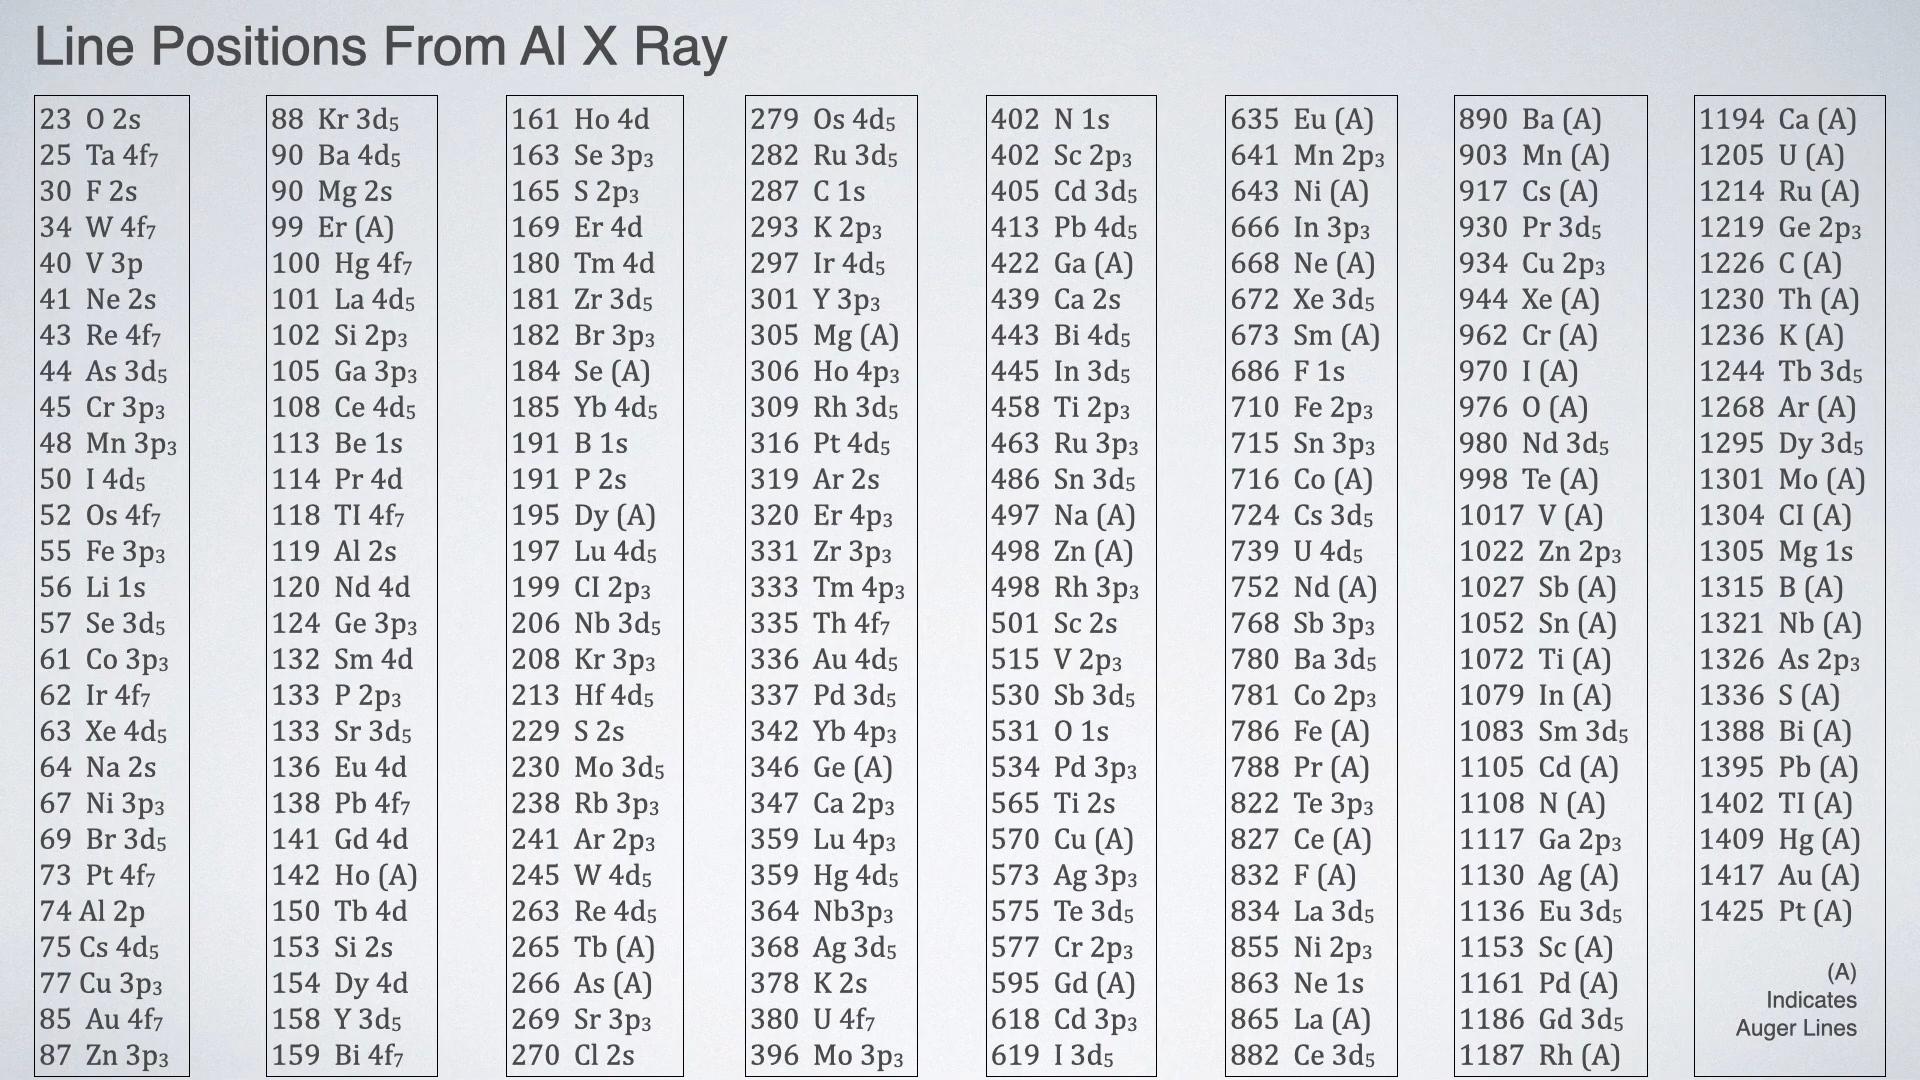 Line Positions From Al X Ray
23 O 2s
25 Ta 4f7
30 F 2s
34 W 4f7
40 V 3p
41 Ne 2s
43 Re 4f7
44 As 3d5
45 Cr 3p3
48 Mn 3p3
50 I 4d5
52 Os 4f7
55 Fe 3p3
56 Li 1s
57 Se 3d5
61 Co 3p3
62 Ir 4f7
63 Xe 4d5
64 Na 2s
67 Ni 3p3
69 Br 3d5
73 Pt 4f7
74 Al 2p
75 Cs 4d5
77 Cu 3p3
85 Au 4f7
87 Zn 3p3
88 Kr 3d5
90 Ba 4d5
90 Mg 2s
99 Er (A)
100 Hg 4f7
101 La 4d5
102 Si 2p3
105 Ga 3p3
108 Ce 4d5
113 Be 1s
114 Pr 4d
118 TI 4f7
119 Al 2s
120 Nd 4d
124 Ge 3p3
132 Sm 4d
133 P 2p3
133 Sr 3d5
136 Eu 4d
138 Pb 4f7
141 Gd 4d
142 Ho (A)
150 Tb 4d
153 Si 2s
154 Dy 4d
158 Y 3d5
159 Bi 4f7
161 Ho 4d
163 Se 3p3
165 S 2p3
169 Er 4d
180 Tm 4d
181 Zr 3d5
182 Br 3p3
184 Se (A)
185 Yb 4d5
191 B 1s
191 P 2s
195 Dy (A)
197 Lu 4d5
199 CI 2p3
206 Nb 3d5
208 Kr 3p3
213 Hf 4d5
229 S 2s
230 Mo 3d5
238 Rb 3p3
241 Ar 2p3
245 W 4d5
263 Re 4d5
265 Tb (A)
266 As (A)
269 Sr 3p3
270 Cl 2s
279 Os 4d5
282 Ru 3d5
287 C 1s
293 K 2p3
297 Ir 4d5
301 Y 3p3
305 Mg (A)
306 Ho 4p3
309 Rh 3d5
316 Pt 4d5
319 Ar 2s
320 Er 4p3
331 Zr 3p3
333 Tm 4p3
335 Th 4f7
336 Au 4d5
337 Pd 3d5
342 Yb 4p3
346 Ge (A)
347 Ca 2p3
359 Lu 4p3
359 Hg 4d5
364 Nb3p3
368 Ag 3d5
378 K 2s
380 U 4f7
396 Mo 3p3
402 N 1s
402 Sc 2p3
405 Cd 3d5
413 Pb 4d5
422 Ga (A)
439 Ca 2s
443 Bi 4d5
445 In 3d5
458 Ti 2p3
463 Ru 3p3
486 Sn 3d5
497 Na (A)
498 Zn (A)
498 Rh 3p3
501 Sc 2s
515 V 2p3
530 Sb 3d5
531 O 1s
534 Pd 3p3
565 Ti 2s
570 Cu (A)
573 Ag 3p3
575 Te 3d5
577 Cr 2p3
595 Gd (A)
618 Cd 3p3
619 I 3d5
635 Eu (A)
641 Mn 2p3
643 Ni (A)
666 In 3p3
668 Ne (A)
672 Xe 3d5
673 Sm (A)
686 F 1s
710 Fe 2p3
715 Sn 3p3
716 Co (A)
724 Cs 3d5
739 U 4d5
752 Nd (A)
768 Sb 3p3
780 Ba 3d5
781 Co 2p3
786 Fe (A)
788 Pr (A)
822 Te 3p3
827 Ce (A)
832 F (A)
834 La 3d5
855 Ni 2p3
863 Ne 1s
865 La (A)
882 Ce 3d5
890 Ba (A)
903 Mn (A)
917 Cs (A)
930 Pr 3d5
934 Cu 2p3
944 Xe (A)
962 Cr (A)
970 I (A)
976 O (A)
980 Nd 3d5
998 Te (A)
1017 V (A)
1022 Zn 2p3
1027 Sb (A)
1052 Sn (A)
1072 Ti (A)
1079 In (A)
1083 Sm 3d5
1105 Cd (A)
1108 N (A)
1117 Ga 2p3
1130 Ag (A)
1136 Eu 3d5
1153 Sc (A)
1161 Pd (A)
1186 Gd 3d5
1187 Rh (A)
1194 Ca (A)
1205 U (A)
1214 Ru (A)
1219 Ge 2p3
1226 C (A)
1230 Th (A)
1236 K (A)
1244 Tb 3d5
1268 Ar (A)
1295 Dy 3d5
1301 Mo (A)
1304 CI (A)
1305 Mg 1s
1315 B (A)
1321 Nb (A)
1326 As 2p3
1336 S (A)
1388 Bi (A)
1395 Pb (A)
1402 TI (A)
1409 Hg (A)
1417 Au (A)
1425 Pt (A)
(A)
Indicates
Auger Lines